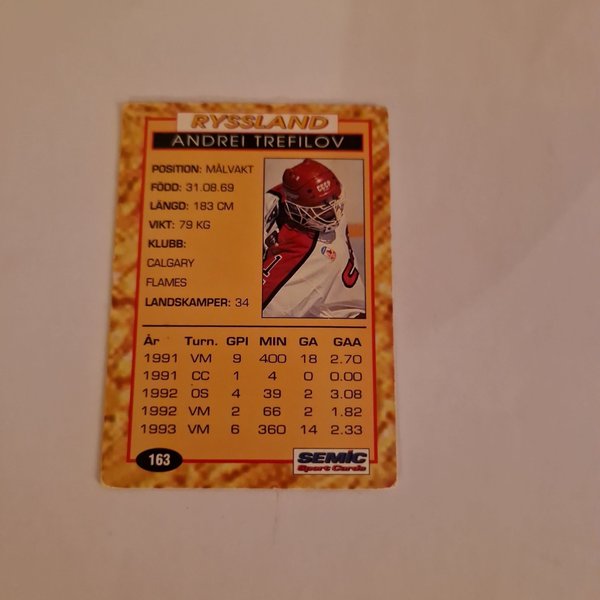 RYSSLAND
ANDREI TREFILOV
POSITION: MÅLVAKT
FÖDD: 31.08.69
LÄNGD: 183 CM
VIKT: 79 KG
KLUBB:
CALGARY
FLAMES
LANDSKAMPER: 34
CCCP
År Turn. GPI MIN GA GAA
1991 VM 9 400 18 2.70
1991 CC 1 4 0 0.00
1992 OS 4 39 2 3.08
1992 VM 2 66 2 1.82
1993 VM 6 360 14 2.33
163
SEMIC
Sport Cards